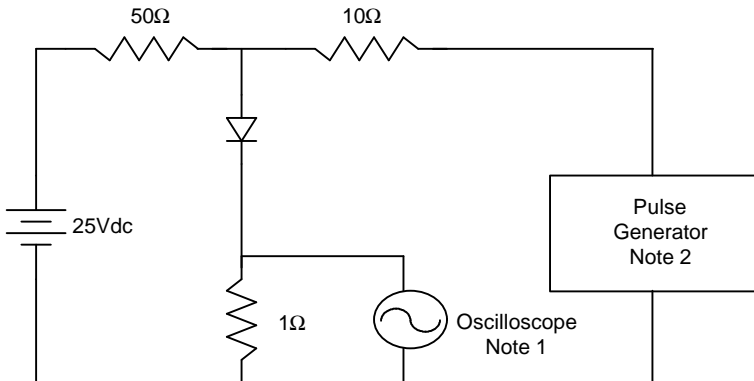 50Ω
10Ω
25Vdc
Pulse
Generator
Note 2
1Ω
Oscilloscope
Note 1